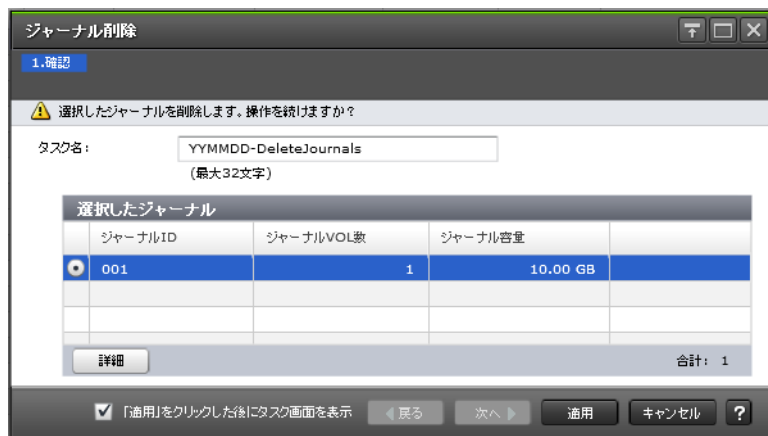 ジャーナル削除
1.確認
選択したジャーナルを削除します。操作を続けますか?
タスク名: YYMMDD-DeleteJournals
(最大32文字)
選択したジャーナル
ジャーナルID ジャーナルVOL数 ジャーナル容量
001 1 10.00 GB
詳細 合計: 1
「適用」をクリックした後にタスク画面を表示 戻る 次へ 適用 キャンセル ?